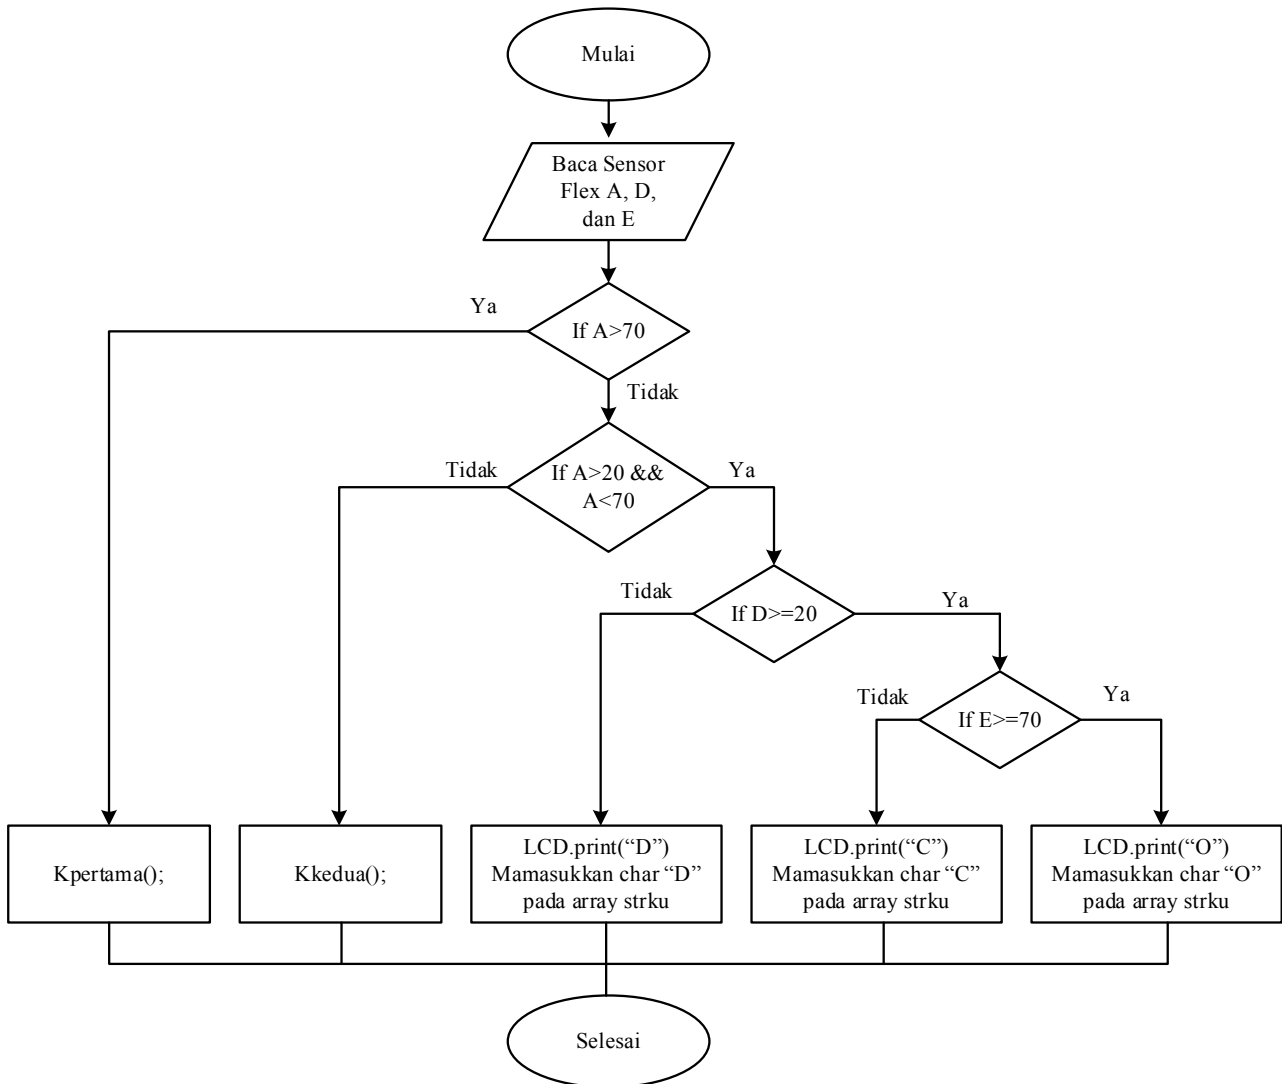 Mulai
Baca Sensor
Flex A, D,
dan E
Ya
If A>70
Tidak
Tidak
If A>20 &&
A<70
Ya
Tidak
If D>=20
Ya
Tidak
If E>=70
Ya
Kpertama();
Kkedua();
LCD.print(“D”)
Mamasukkan char “D”
pada array strku
LCD.print(“C”)
Mamasukkan char “C”
pada array strku
LCD.print(“O”)
Mamasukkan char “O”
pada array strku
Selesai